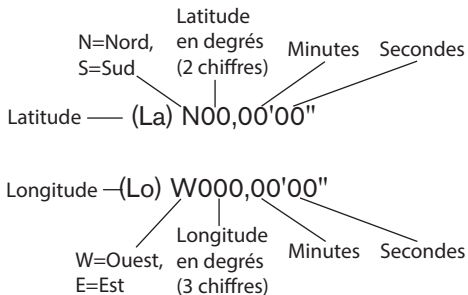 Latitude
N=Nord, en degrés Minutes Secondes
S=Sud (2 chiffres)
Latitude (La) N00,00'00"
Longitude (Lo) W000,00'00"
Longitude
W=Ouest, en degrés Minutes Secondes
E=Est (3 chiffres)